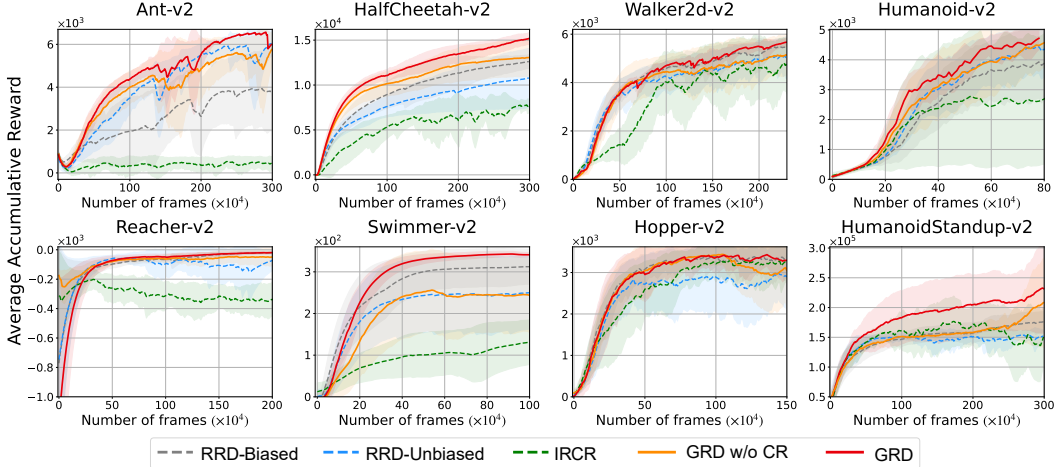 Ant-v2
HalfCheetah-v2
Walker2d-v2
Humanoid-v2
×10³
×10⁴
×10³
×10³
6
4
2
0
1.5
1.0
0.5
0.0
6
4
2
0
5
4
3
2
1
0
0 100 200 300
0 100 200 300
0 50 100 150 200
0 20 40 60 80
Number of frames (×10⁴)
Number of frames (×10⁴)
Number of frames (×10⁴)
Number of frames (×10⁴)
Average Accumulative Reward
Reacher-v2
Swimmer-v2
Hopper-v2
HumanoidStandup-v2
×10³
×10²
×10³
×10⁵
0.0
−0.2
−0.4
−0.6
−0.8
−1.0
3
2
1
0
3
2
1
0
3.0
2.5
2.0
1.5
1.0
0.5
0 50 100 150 200
0 20 40 60 80 100
0 50 100 150
0 100 200 300
Number of frames (×10⁴)
Number of frames (×10⁴)
Number of frames (×10⁴)
Number of frames (×10⁴)
RRD-Biased RRD-Unbiased IRCR GRD w/o CR GRD